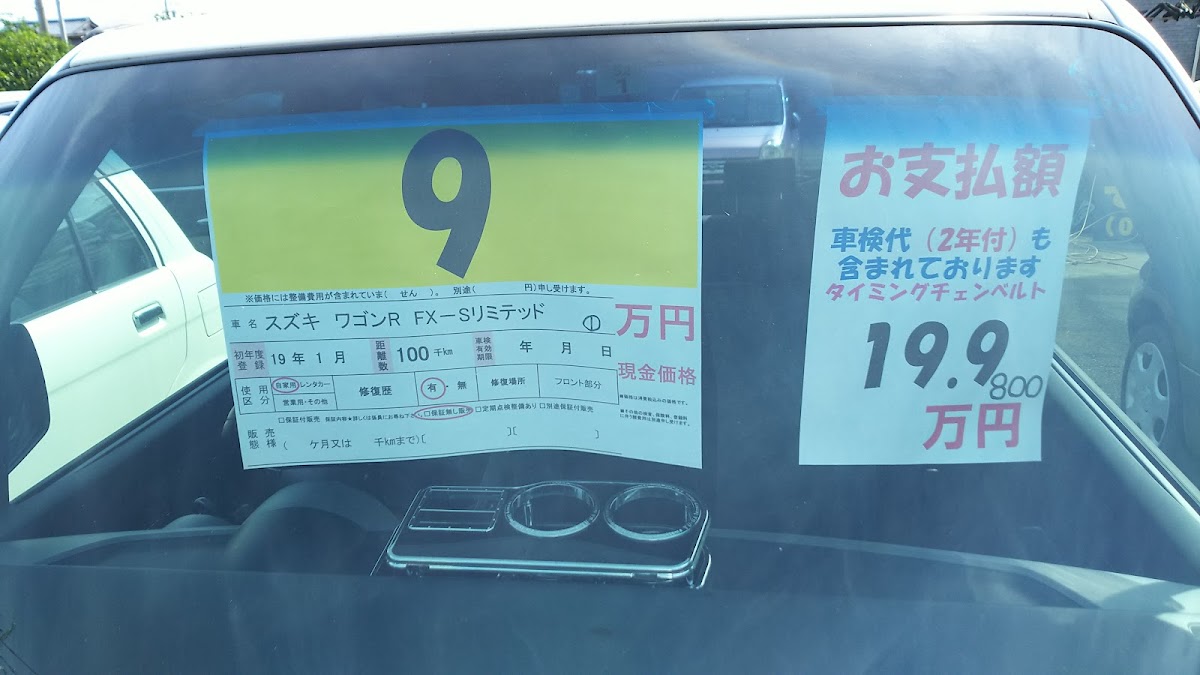 9
万円
現金価格
※価格には整備費用が含まれていま( せん )。 別途( 円)申し受けます。
車名 スズキ ワゴンR FX-Sリミテッド ①
初年度登録 19年1月 距離数 100千km 車検有効期限 年 月 日
使用区分 自家用・レンタカー 営業用・その他 修復歴 有・無 修復場所 フロント部分
□保証付販売 □保証無し販売 □定期点検整備あり □別途保証付販売
販売態様 ( ケ月又は 千kmまで)[ ][ ]
お支払額
車検代(2年付)も
含まれております
タイミングチェンベルト
19.9
800
万円